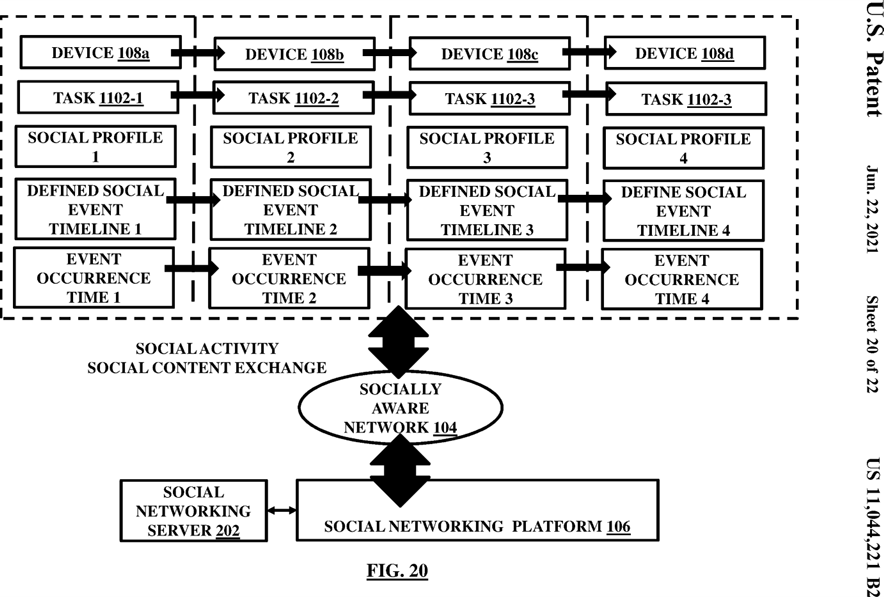 DEVICE 108a
DEVICE 108b
DEVICE 108c
DEVICE 108d
TASK 1102-1
TASK 1102-2
TASK 1102-3
TASK 1102-3
SOCIAL PROFILE
1
SOCIAL PROFILE
2
SOCIAL PROFILE
3
SOCIAL PROFILE
4
DEFINED SOCIAL
EVENT
TIMELINE 1
DEFINED SOCIAL
EVENT
TIMELINE 2
DEFINED SOCIAL
EVENT
TIMELINE 3
DEFINE SOCIAL
EVENT
TIMELINE 4
EVENT
OCCURRENCE
TIME 1
EVENT
OCCURRENCE
TIME 2
EVENT
OCCURRENCE
TIME 3
EVENT
OCCURRENCE
TIME 4
SOCIAL ACTIVITY
SOCIAL CONTENT EXCHANGE
SOCIALLY
AWARE
NETWORK 104
SOCIAL
NETWORKING
SERVER 202
SOCIAL NETWORKING PLATFORM 106
FIG. 20
U.S. Patent Jun. 22, 2021 Sheet 20 of 22 US 11,044,221 B2